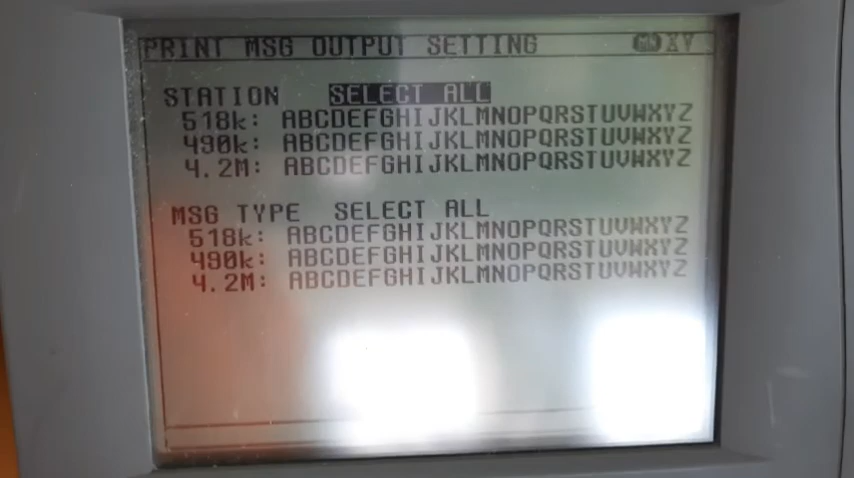 PRINT MSG OUTPUT SETTING XV
STATION SELECT ALL
518k: ABCDEFGHIJKLMNOPQRSTUVWXYZ
490k: ABCDEFGHIJKLMNOPQRSTUVWXYZ
4.2M: ABCDEFGHIJKLMNOPQRSTUVWXYZ
MSG TYPE SELECT ALL
518k: ABCDEFGHIJKLMNOPQRSTUVWXYZ
490k: ABCDEFGHIJKLMNOPQRSTUVWXYZ
4.2M: ABCDEFGHIJKLMNOPQRSTUVWXYZ